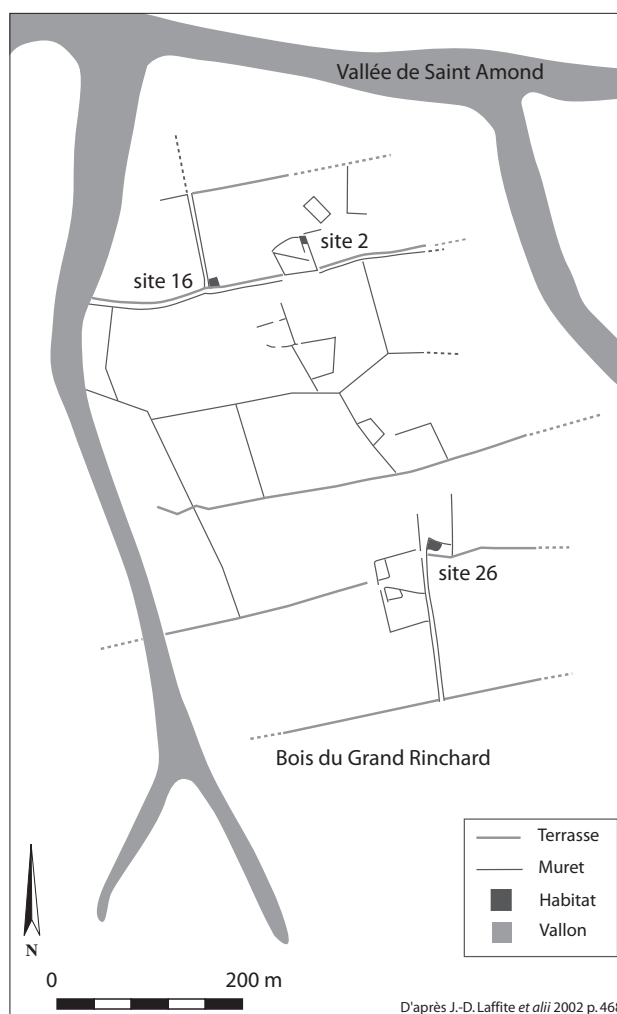 Vallée de Saint Amond
site 2
site 16
site 26
Bois du Grand Rinchard
Terrasse
Muret
Habitat
Vallon
N
0 200 m
D'après J.-D. Laffite et alii 2002 p. 468